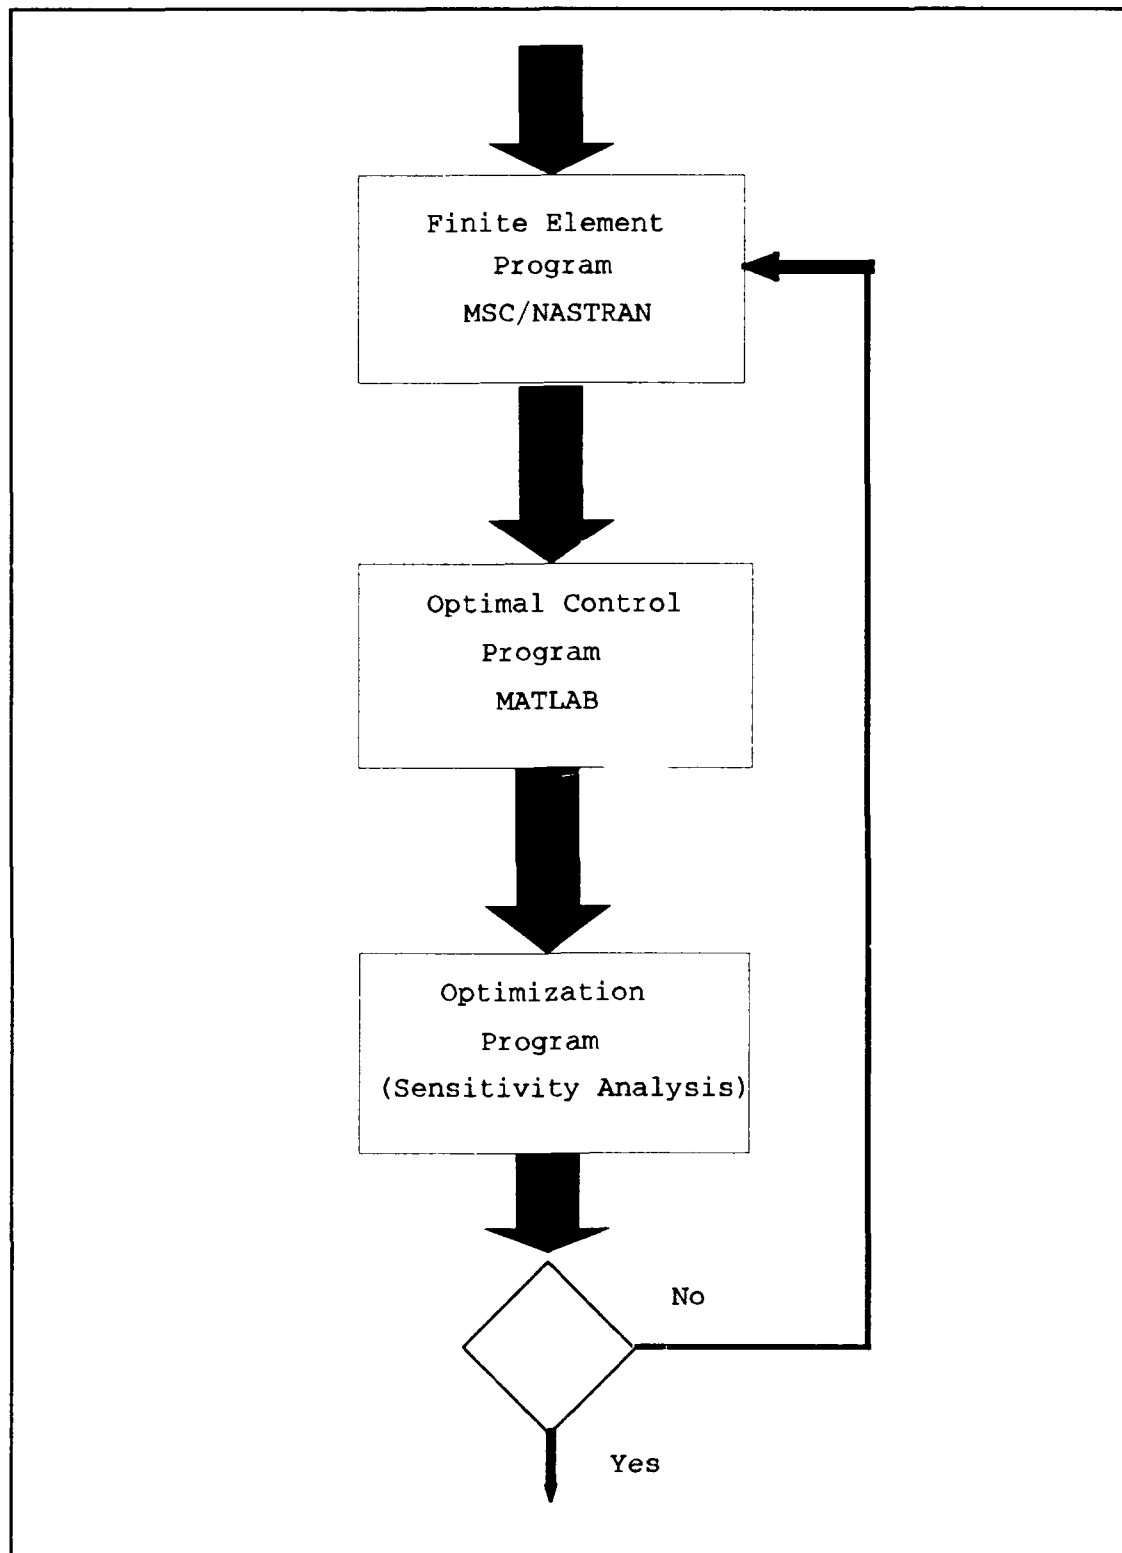 Finite Element
Program
MSC/NASTRAN
Optimal Control
Program
MATLAB
Optimization
Program
(Sensitivity Analysis)
No
Yes